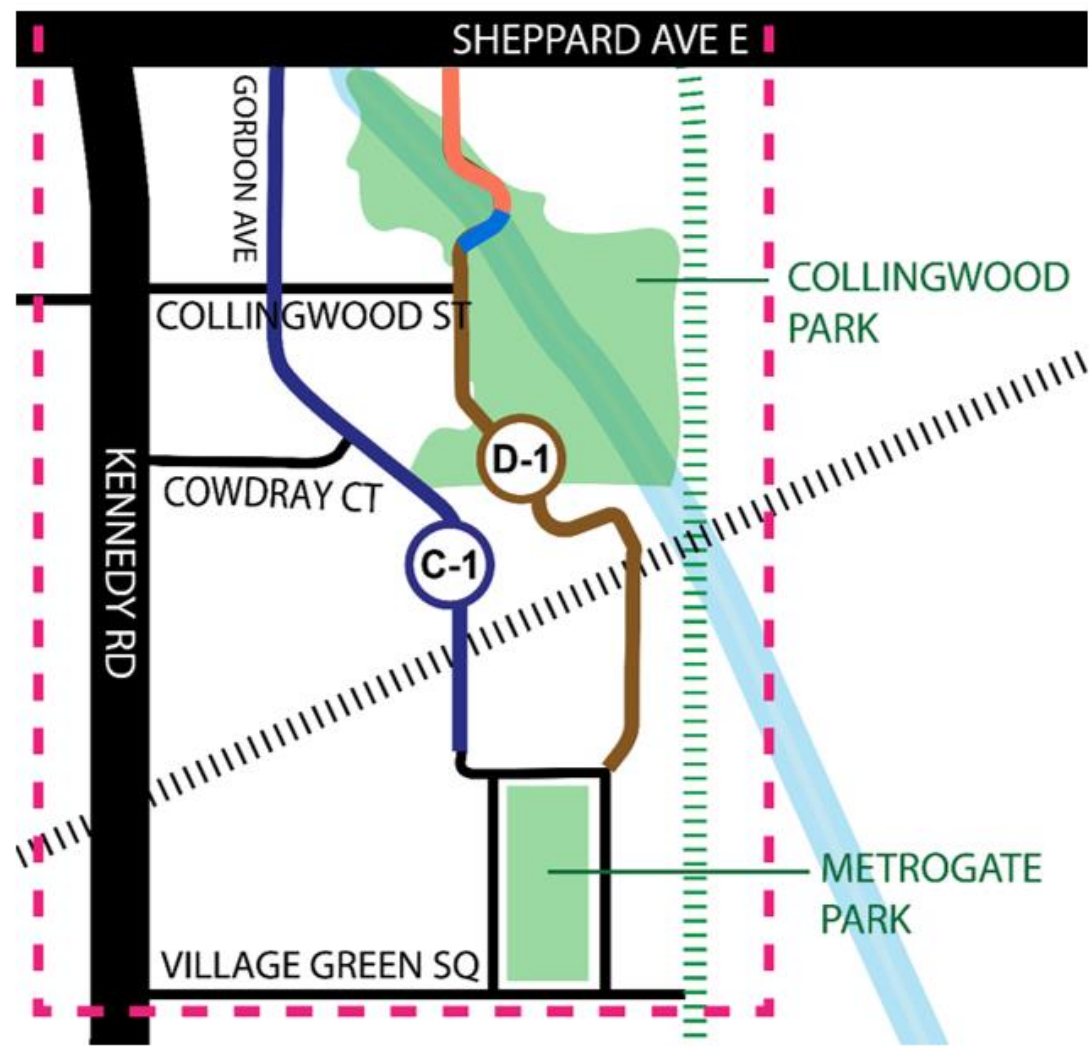 SHEPPARD AVE E
GORDON AVE
COLLINGWOOD
PARK
COLLINGWOOD ST
KENNEDY RD
D-1
COWDRAY CT
C-1
METROGATE
PARK
VILLAGE GREEN SQ